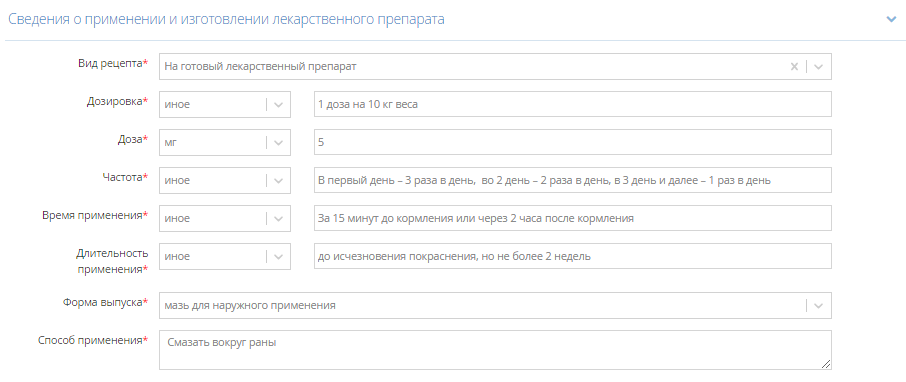 Сведения о применении и изготовлении лекарственного препарата
Вид рецепта* На готовый лекарственный препарат
Дозировка* иное 1 доза на 10 кг веса
Доза* мг 5
Частота* иное В первый день – 3 раза в день, во 2 день – 2 раза в день, в 3 день и далее – 1 раз в день
Время применения* иное За 15 минут до кормления или через 2 часа после кормления
Длительность
применения* иное до исчезновения покраснения, но не более 2 недель
Форма выпуска* мазь для наружного применения
Способ применения* Смазать вокруг раны